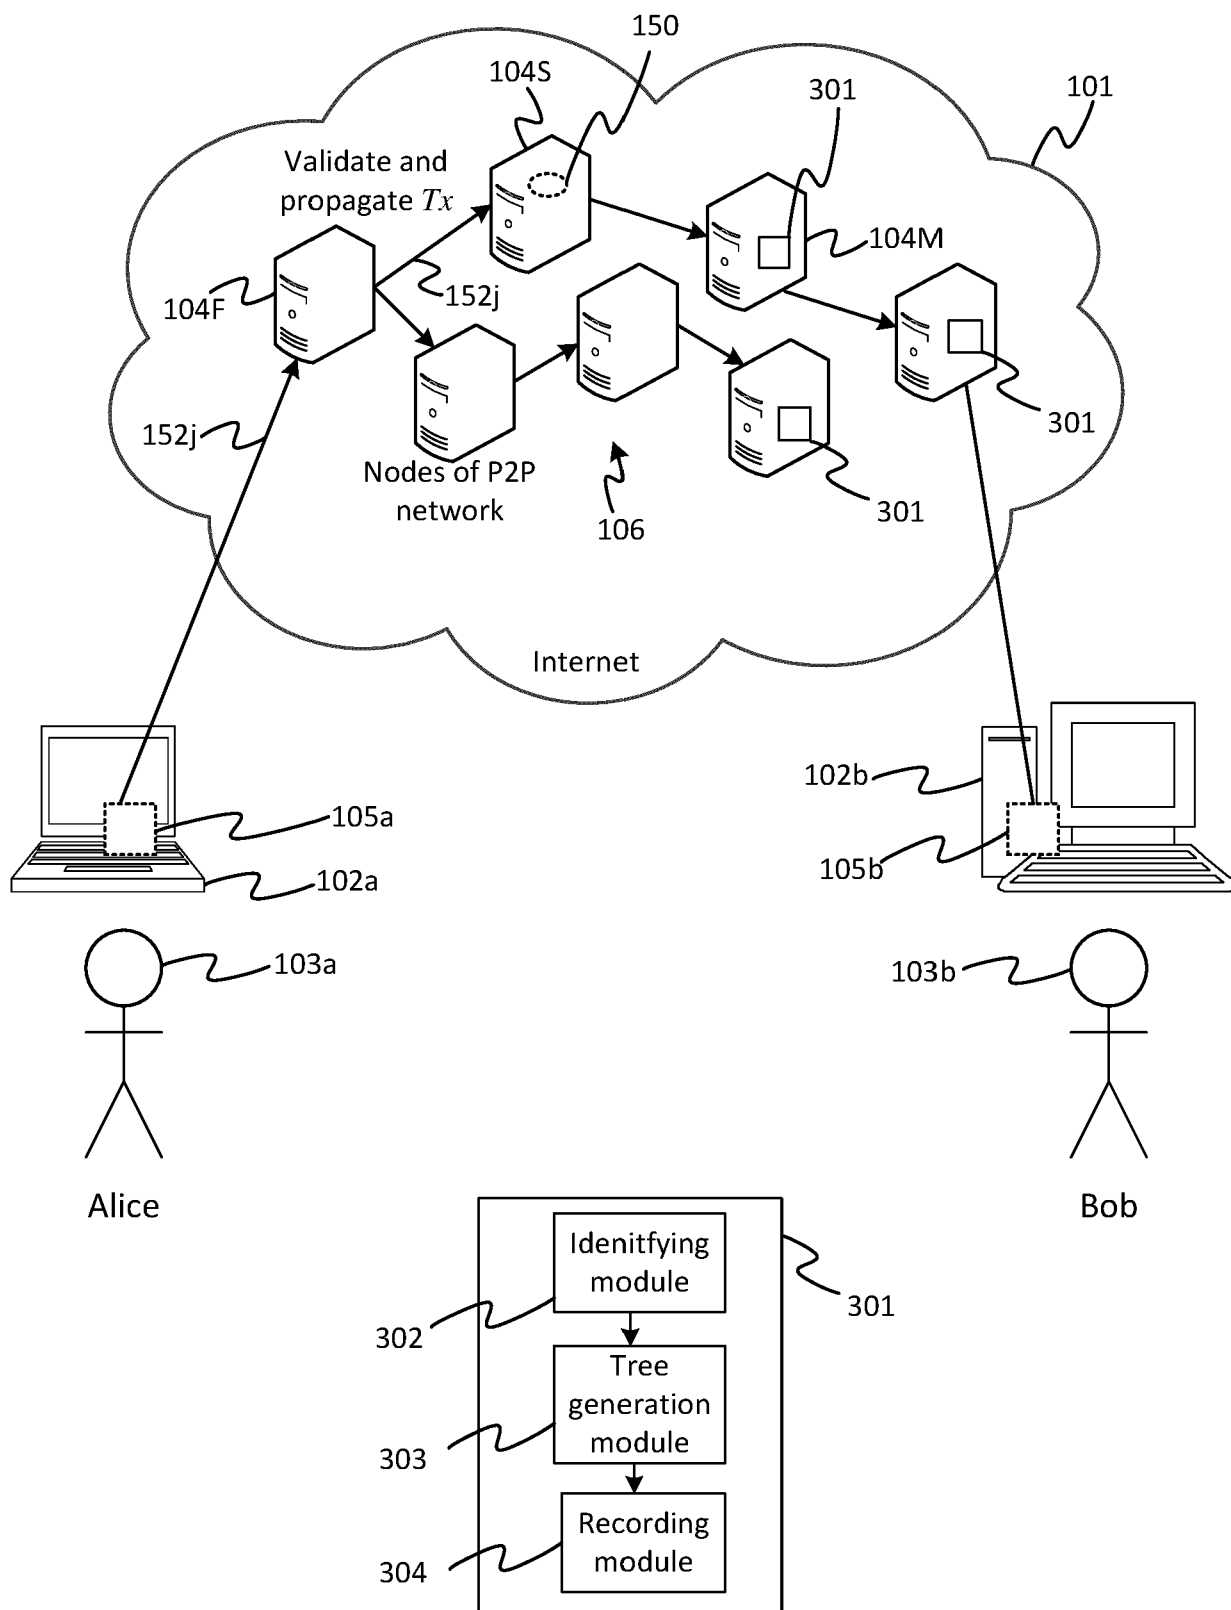 150
104S
301
101
Validate and
propagate Tx
104M
104F
152j
301
152j
Nodes of P2P
network
106
301
Internet
102b
105a
105b
102a
103a
103b
Alice
Bob
Idenitfying
module
301
302
Tree
generation
module
303
Recording
module
304